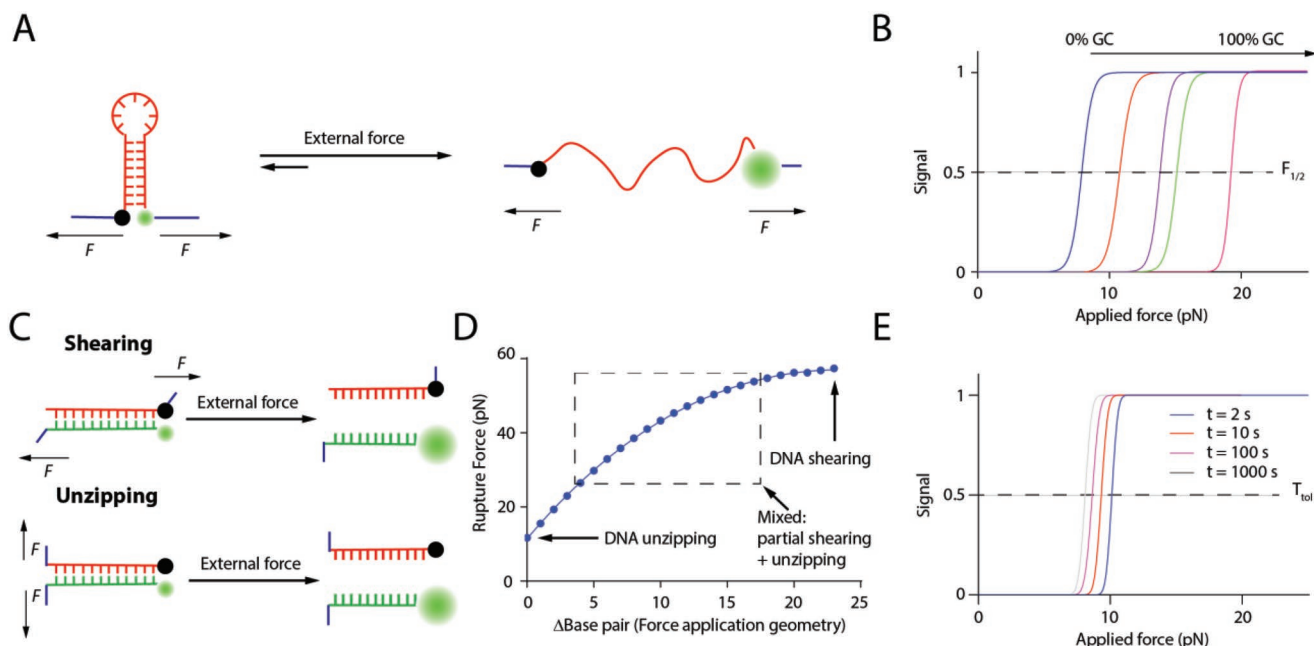 A
External force
F
F
F
F
B
0% GC
100% GC
1
0.5
0
Signal
F1/2
0
10
20
Applied force (pN)
C
Shearing
F
External force
F
Unzipping
F
External force
F
D
60
40
20
0
Rupture Force (pN)
DNA shearing
DNA unzipping
Mixed:
partial shearing
+ unzipping
0
5
10
15
20
25
ΔBase pair (Force application geometry)
E
1
0.5
0
Signal
t = 2 s
t = 10 s
t = 100 s
t = 1000 s
Ttol
0
10
20
Applied force (pN)